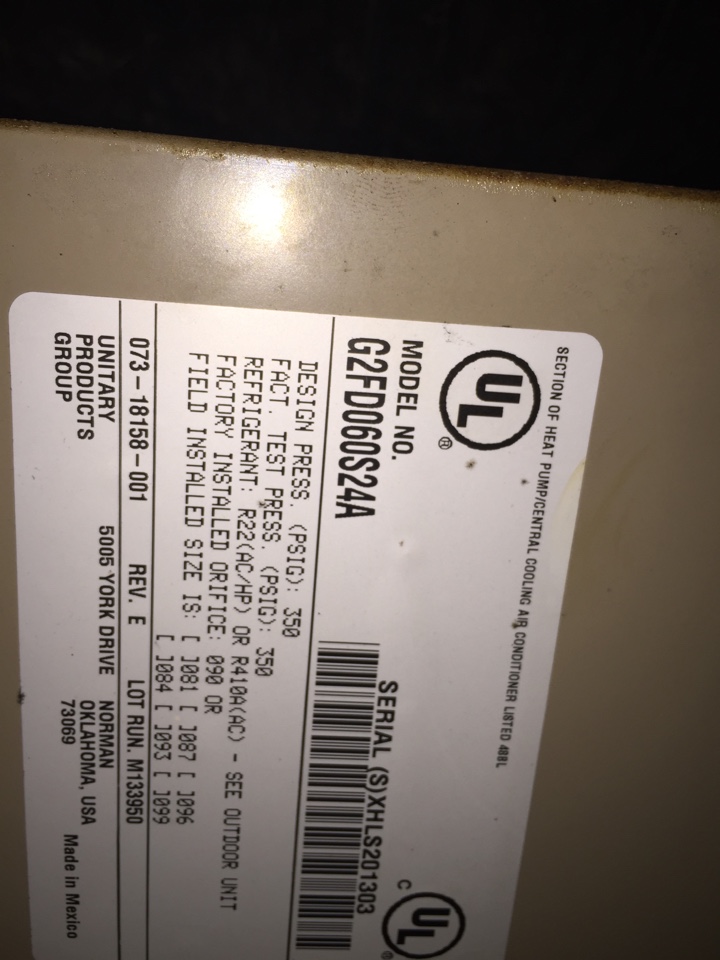 SECTION OF HEAT PUMP/CENTRAL COOLING AIR CONDITIONER LISTED 488L
UL ®
C UL ®
MODEL NO.
G2FD060S24A
SERIAL (S)XHLS201303
DESIGN PRESS. (PSIG): 350
FACT. TEST PRESS. (PSIG): 350
REFRIGERANT: R22(AC/HP) OR R410A(AC) - SEE OUTDOOR UNIT
FACTORY INSTALLED ORIFICE: 090 OR
FIELD INSTALLED SIZE IS: [ ]081 [ ]087 [ ]096
[ ]084 [ ]093 [ ]099
073-18158-001 REV. E LOT RUN. M133950
UNITARY PRODUCTS GROUP
5005 YORK DRIVE
NORMAN OKLAHOMA, USA 73069
Made in Mexico